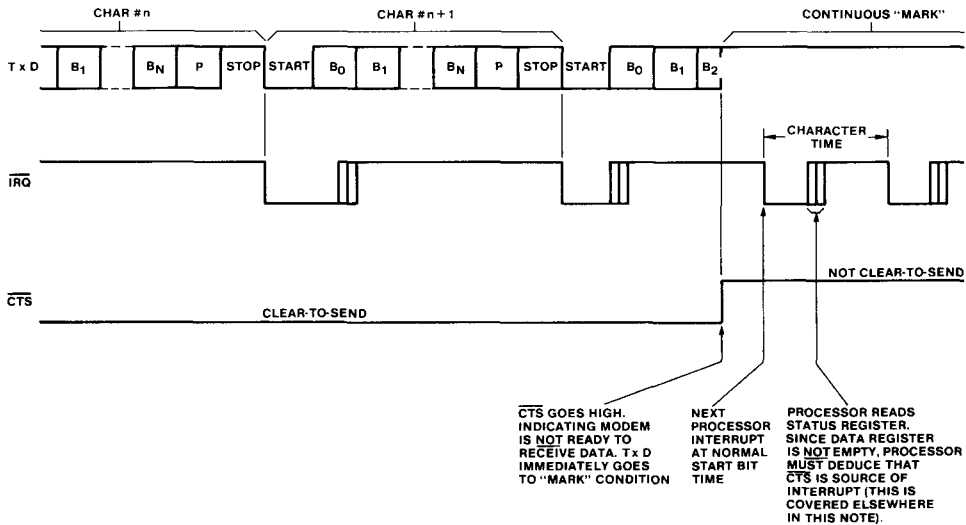 CHAR #n
CHAR #n+1
CONTINUOUS "MARK"
TxD B1 BN P STOP START B0 B1 BN P STOP START B0 B1 B2
CHARACTER
TIME
IRQ
NOT CLEAR-TO-SEND
CTS
CLEAR-TO-SEND
CTS GOES HIGH.
INDICATING MODEM
IS NOT READY TO
RECEIVE DATA. TxD
IMMEDIATELY GOES
TO "MARK" CONDITION
NEXT
PROCESSOR
INTERRUPT
AT NORMAL
START BIT
TIME
PROCESSOR READS
STATUS REGISTER.
SINCE DATA REGISTER
IS NOT EMPTY, PROCESSOR
MUST DEDUCE THAT
CTS IS SOURCE OF
INTERRUPT (THIS IS
COVERED ELSEWHERE
IN THIS NOTE).